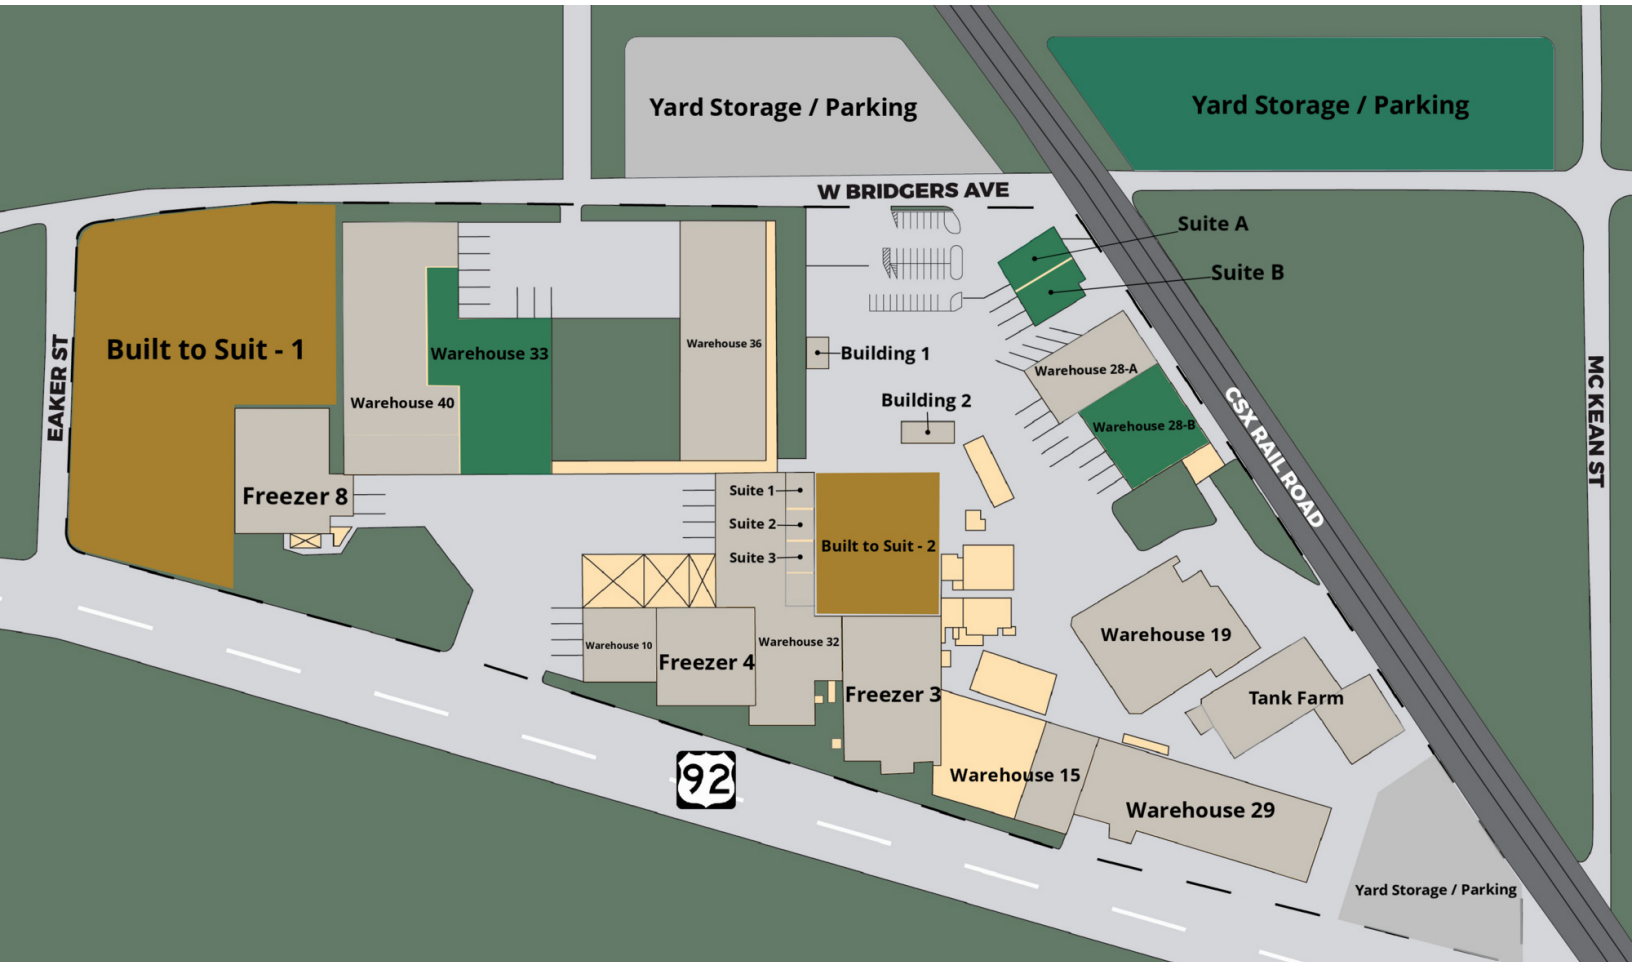 Yard Storage / Parking
Yard Storage / Parking
W BRIDGERS AVE
Suite A
Suite B
EAKER ST
Built to Suit - 1
Warehouse 33
Warehouse 36
Building 1
Warehouse 28-A
Warehouse 40
Building 2
Warehouse 28-B
CSX RAIL ROAD
MC KEAN ST
Freezer 8
Suite 1
Suite 2
Suite 3
Built to Suit - 2
Warehouse 10
Freezer 4
Warehouse 32
Freezer 3
Warehouse 19
Tank Farm
92
Warehouse 15
Warehouse 29
Yard Storage / Parking